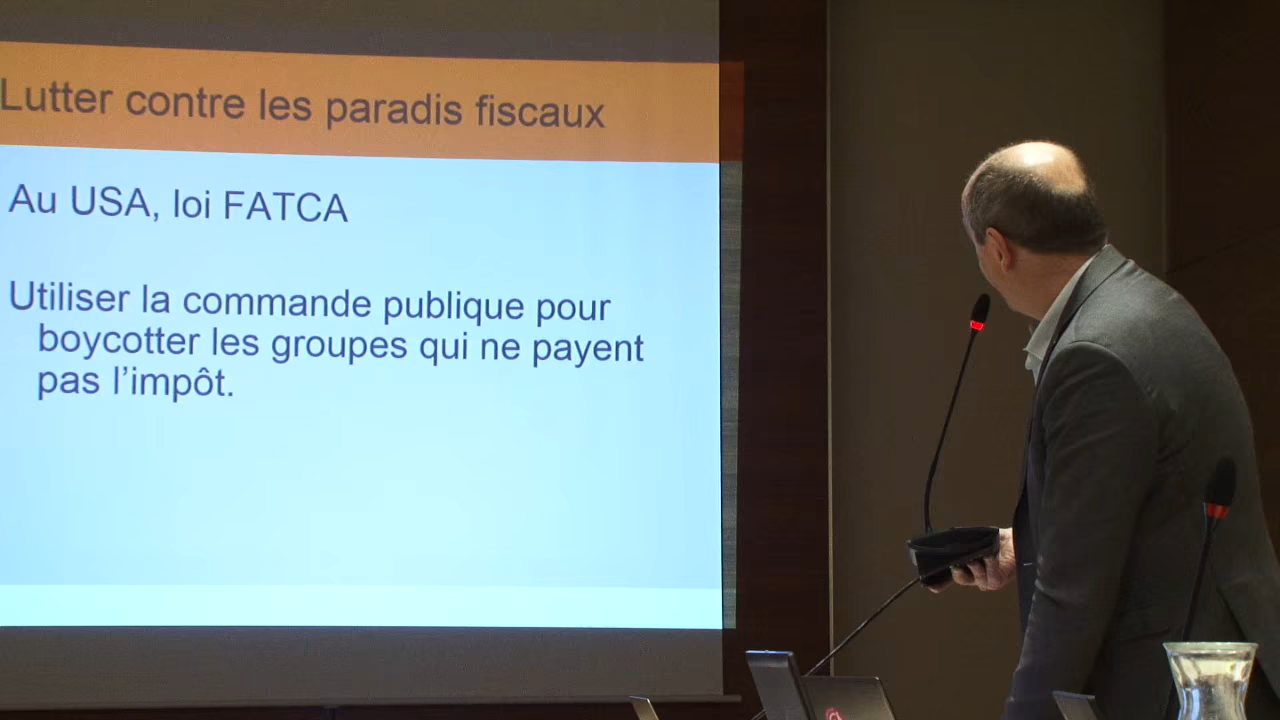 Lutter contre les paradis fiscaux
Au USA, loi FATCA
Utiliser la commande publique pour
boycotter les groupes qui ne payent
pas l’impôt.